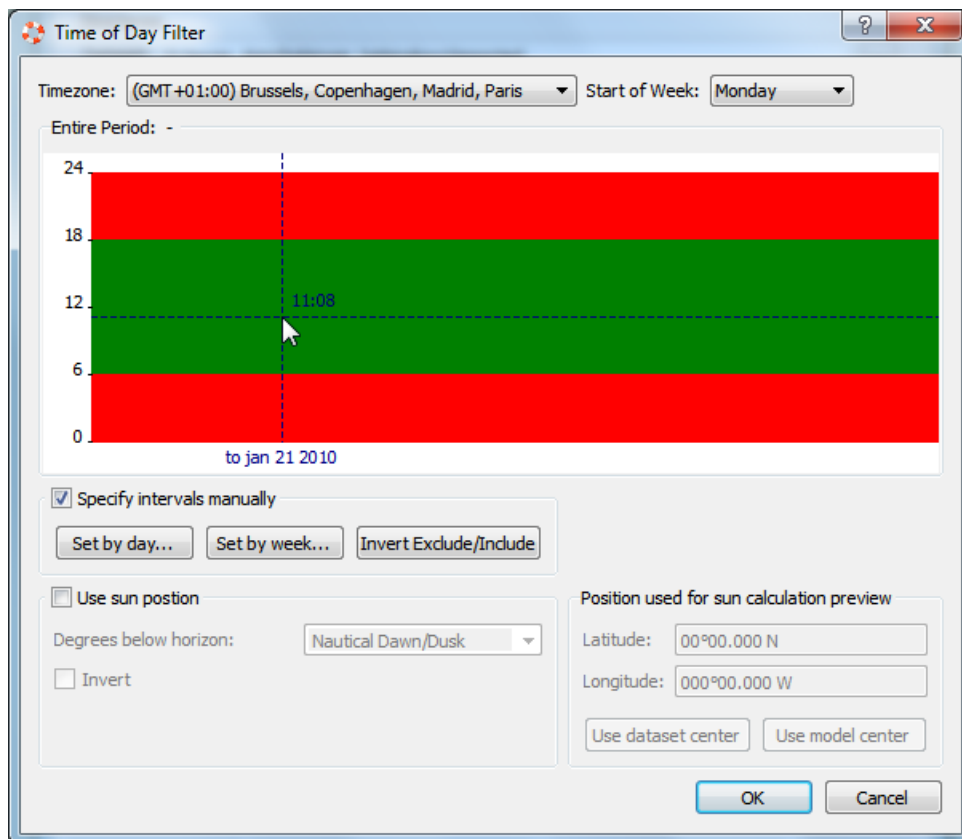 Time of Day Filter
?
Timezone: (GMT+01:00) Brussels, Copenhagen, Madrid, Paris Start of Week: Monday
Entire Period: -
24
18
12
11:08
6
0
to jan 21 2010
Specify intervals manually
Set by day... Set by week... Invert Exclude/Include
Use sun postion Position used for sun calculation preview
Degrees below horizon: Nautical Dawn/Dusk Latitude: 00°00.000 N
Invert Longitude: 000°00.000 W
Use dataset center Use model center
OK Cancel